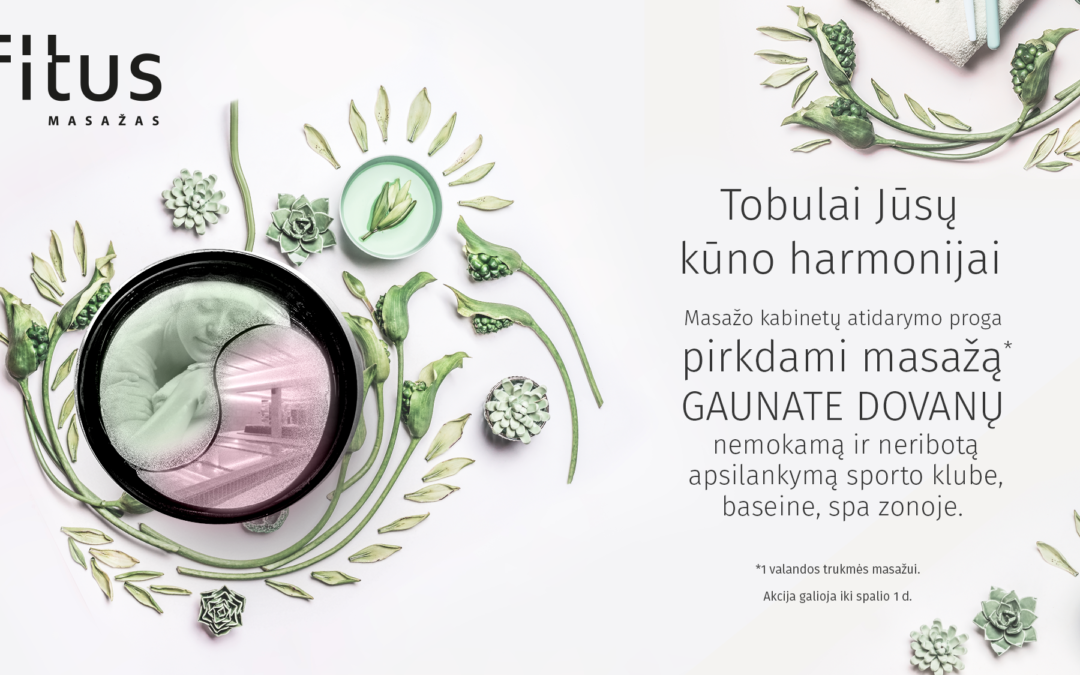 fitus
MASAŽAS
Tobulai Jūsų
kūno harmonijai
Masažo kabinetų atidarymo proga
pirkdami masažą*
GAUNATE DOVANŲ
nemokamą ir neribotą
apsilankymą sporto klube,
baseine, spa zonoje.
*1 valandos trukmės masažui.
Akcija galioja iki spalio 1 d.